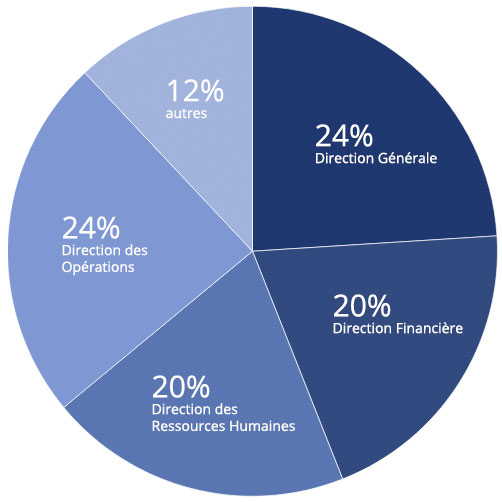 12%
autres
24%
Direction Générale
24%
Direction des
Opérations
20%
Direction Financière
20%
Direction des
Ressources Humaines